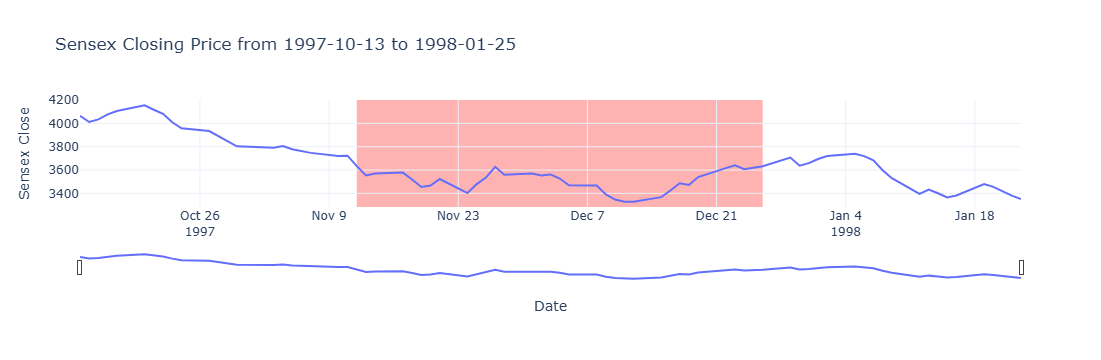 Sensex Closing Price from 1997-10-13 to 1998-01-25
Sensex Close
4200
4000
3800
3600
3400
Oct 26 Nov 9 Nov 23 Dec 7 Dec 21 Jan 4 Jan 18
1997 1998
Date